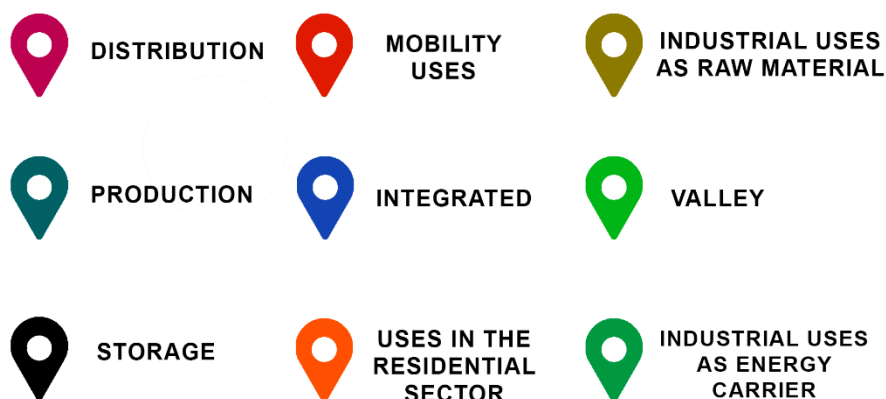 DISTRIBUTION
MOBILITY
USES
INDUSTRIAL USES
AS RAW MATERIAL
PRODUCTION
INTEGRATED
VALLEY
STORAGE
USES IN THE
RESIDENTIAL
SECTOR
INDUSTRIAL USES
AS ENERGY
CARRIER